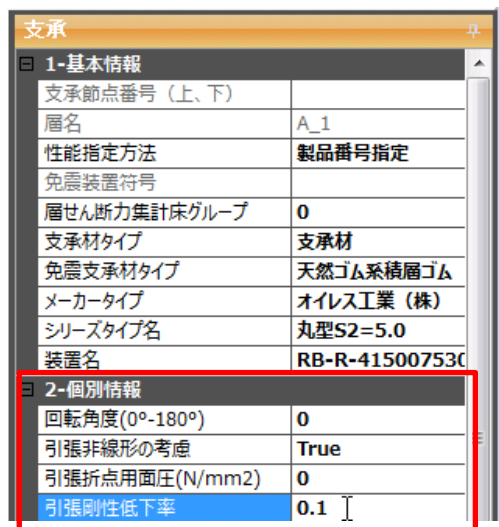 支承
1-基本情報
支承節点番号（上、下）
層名 A_1
性能指定方法 製品番号指定
免震装置符号
層せん断力集計床グループ 0
支承材タイプ 支承材
免震支承材タイプ 天然ゴム系積層ゴム
メーカータイプ オイレス工業（株）
シリーズタイプ名 丸型S2=5.0
装置名 RB-R-415007530
2-個別情報
回転角度(0º-180º) 0
引張非線形の考慮 True
引張折点用面圧(N/mm2) 0
引張剛性低下率 0.1